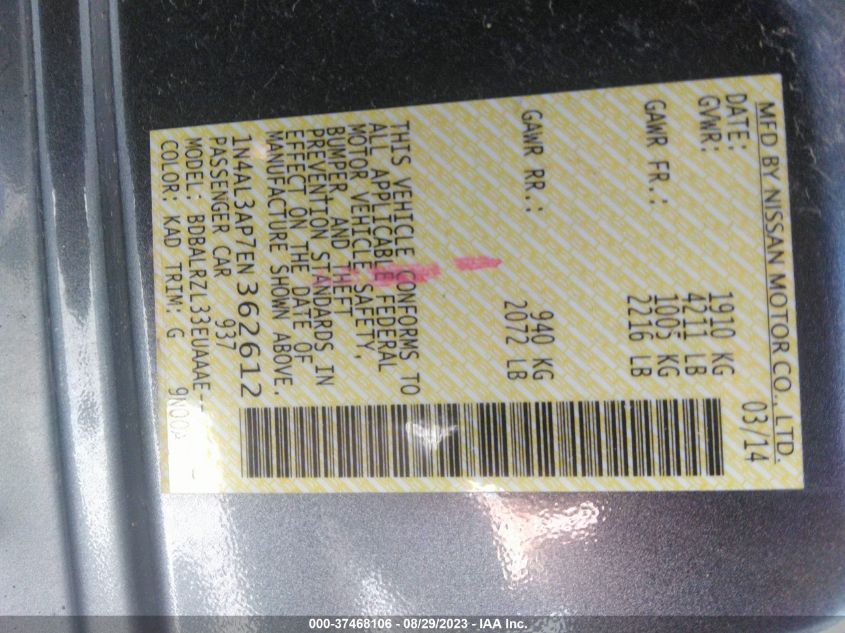 MFD BY NISSAN MOTOR CO., LTD.
DATE: 03/14
GVWR: 1910 KG
4211 LB
GAWR FR.: 1005 KG
2216 LB
GAWR RR.: 940 KG
2072 LB
THIS VEHICLE CONFORMS TO
ALL APPLICABLE FEDERAL
MOTOR VEHICLE SAFETY,
BUMPER, AND THEFT
PREVENTION STANDARDS IN
EFFECT ON THE DATE OF
MANUFACTURE SHOWN ABOVE.
1N4AL3AP7EN362612
PASSENGER CAR 937
MODEL: BDBALRZL33EUAAAE-
COLOR: KAD TRIM: G
000-37468106 - 08/29/2023 - IAA Inc.